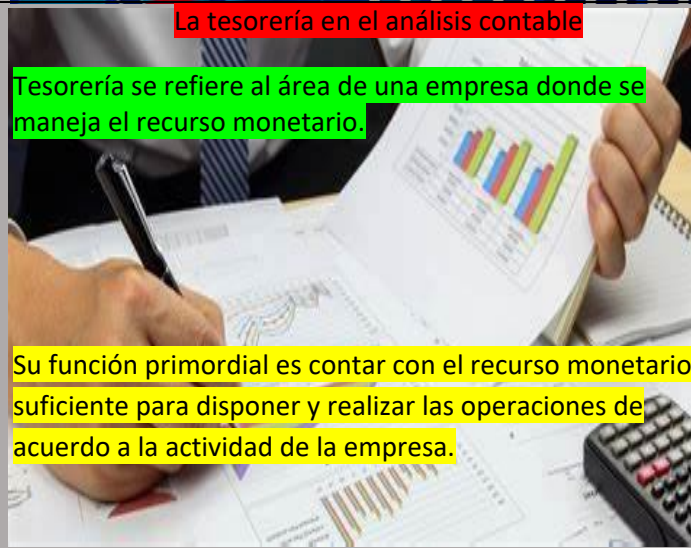 La tesorería en el análisis contable
Tesorería se refiere al área de una empresa donde se
maneja el recurso monetario.
Su función primordial es contar con el recurso monetario
suficiente para disponer y realizar las operaciones de
acuerdo a la actividad de la empresa.